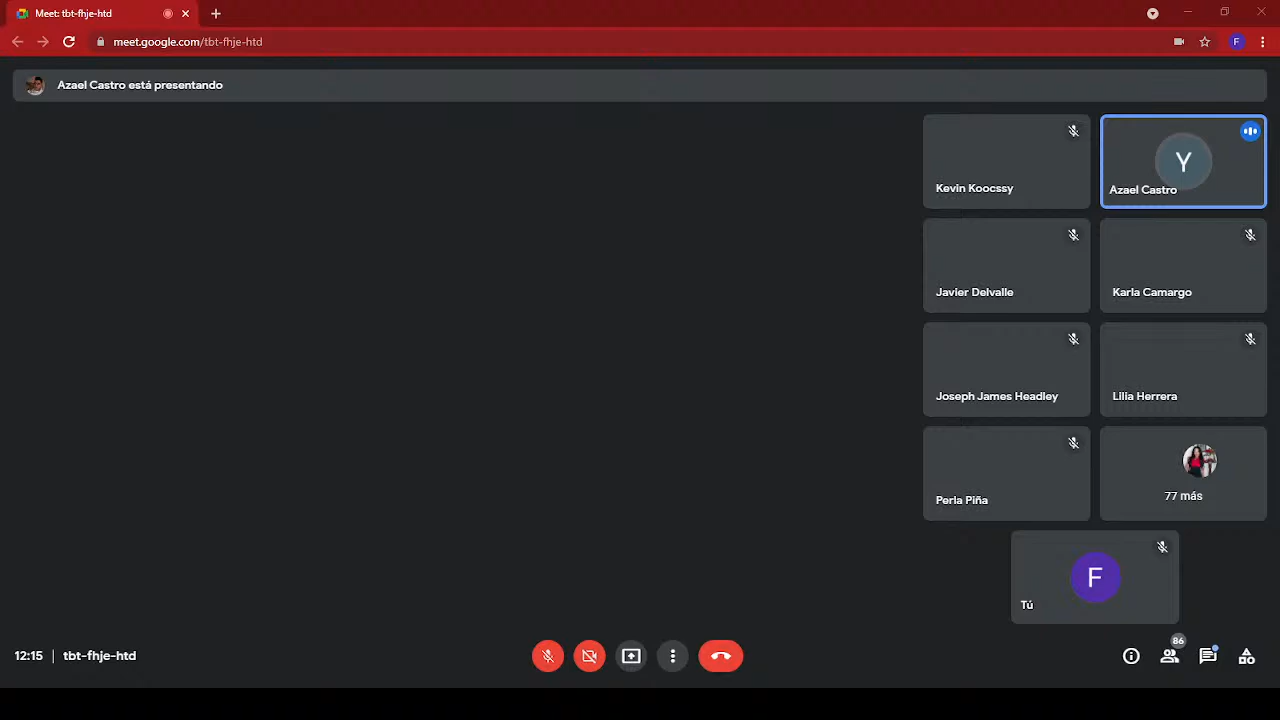 Meet: tbt-fhje-htd
meet.google.com/tbt-fhje-htd
F
Azael Castro está presentando
Kevin Koocssy
Y
Azael Castro
Javier Delvalle
Karla Camargo
Joseph James Headley
Lilia Herrera
Perla Piña
77 más
F
Tú
12:15 | tbt-fhje-htd
86